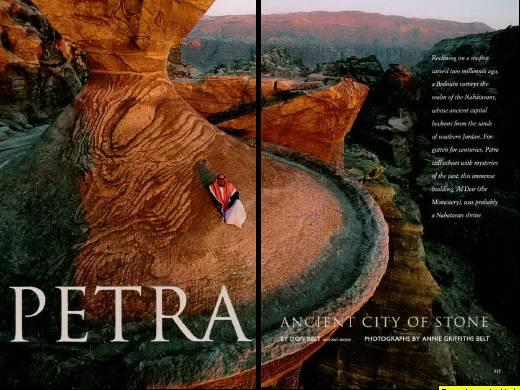 Reclining on a rooftop
carved two millennia ago,
a Bedouin surveys the
realm of the Nabataeans,
whose ancient capital
beckons from the sands
of southern Jordan. For-
gotten for centuries, Petra
still echoes with mysteries
of the past; this immense
building, Al Deir (the
Monastery), was probably
a Nabataean shrine
PETRA
ANCIENT CITY OF STONE
BY DON BELT PHOTOGRAPHS BY ANNIE GRIFFITHS BELT